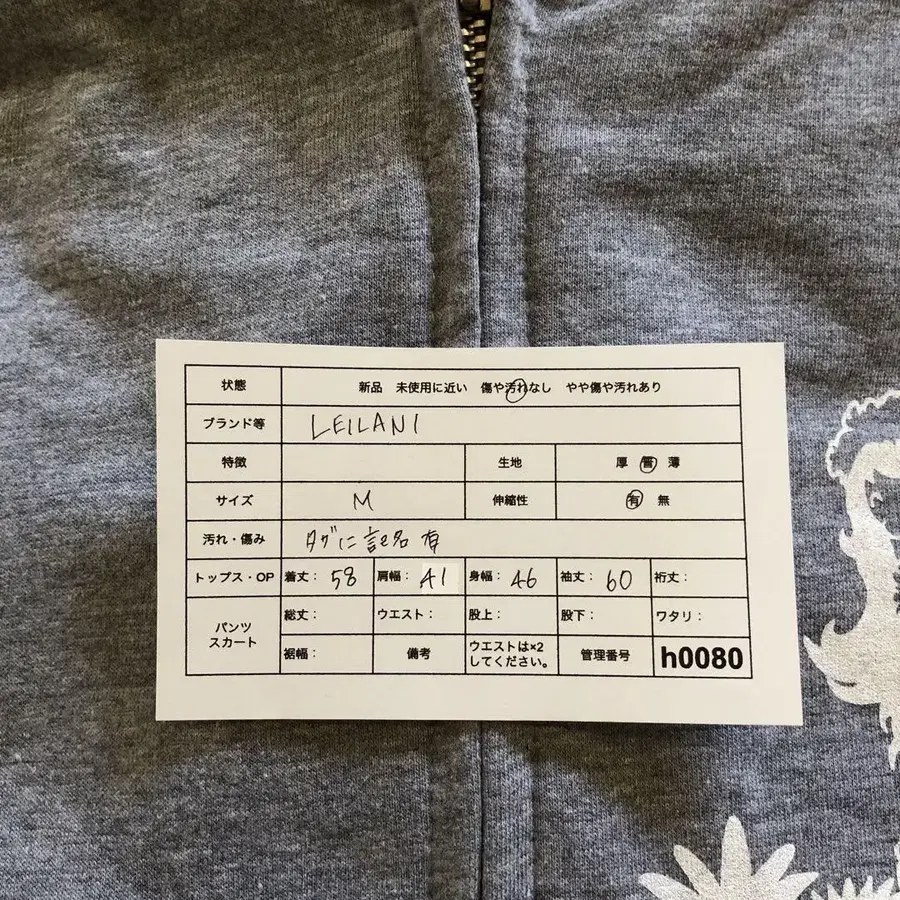 状態 新品 未使用に近い 傷や汚れなし やや傷や汚れあり
ブランド等 LEILANI
特徴 生地 厚 普 薄
サイズ M 伸縮性 有 無
汚れ・傷み タグに記名有
トップス・OP 着丈: 58 肩幅: 41 身幅: 46 袖丈: 60 裄丈:
パンツ スカート
総丈: ウエスト: 股上: 股下: ワタリ:
裾幅: 備考 ウエストは×2してください。 管理番号 h0080